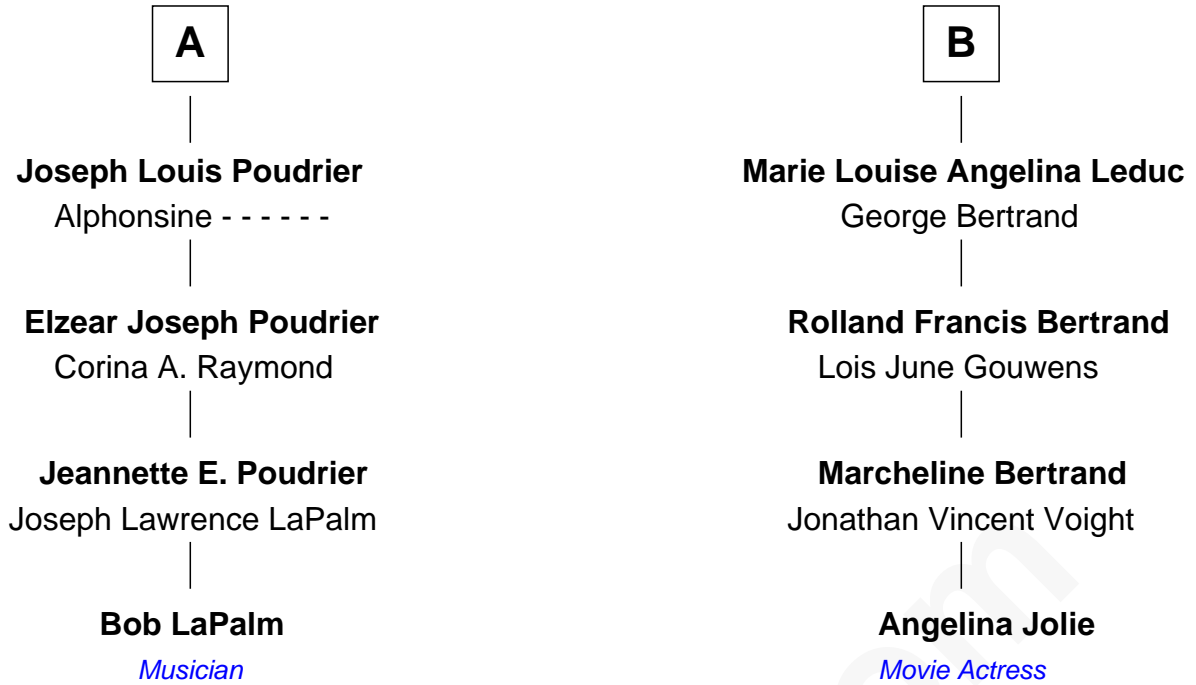 A
Joseph Louis Poudrier
Alphonsine - - - - - -
Elzear Joseph Poudrier
Corina A. Raymond
Jeannette E. Poudrier
Joseph Lawrence LaPalm
Bob LaPalm
Musician
B
Marie Louise Angelina Leduc
George Bertrand
Rolland Francis Bertrand
Lois June Gouwens
Marcheline Bertrand
Jonathan Vincent Voight
Angelina Jolie
Movie Actress